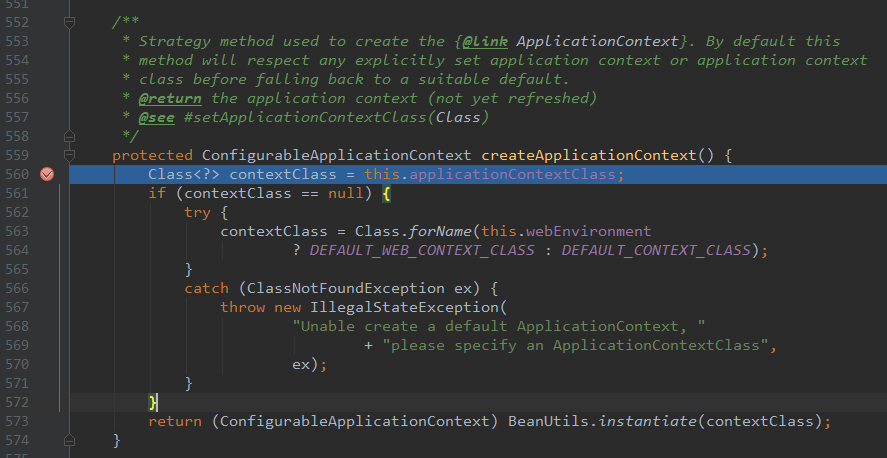 551
552 /**
553 * Strategy method used to create the {@link ApplicationContext}. By default this
554 * method will respect any explicitly set application context or application context
555 * class before falling back to a suitable default.
556 * @return the application context (not yet refreshed)
557 * @see #setApplicationContextClass(Class)
558 */
559 protected ConfigurableApplicationContext createApplicationContext() {
560 Class<?> contextClass = this.applicationContextClass;
561 if (contextClass == null) {
562 try {
563 contextClass = Class.forName(this.webEnvironment
564 ? DEFAULT_WEB_CONTEXT_CLASS : DEFAULT_CONTEXT_CLASS);
565 }
566 catch (ClassNotFoundException ex) {
567 throw new IllegalStateException(
568 "Unable create a default ApplicationContext, "
569 + "please specify an ApplicationContextClass",
570 ex);
571 }
572 }
573 return (ConfigurableApplicationContext) BeanUtils.instantiate(contextClass);
574 }
575